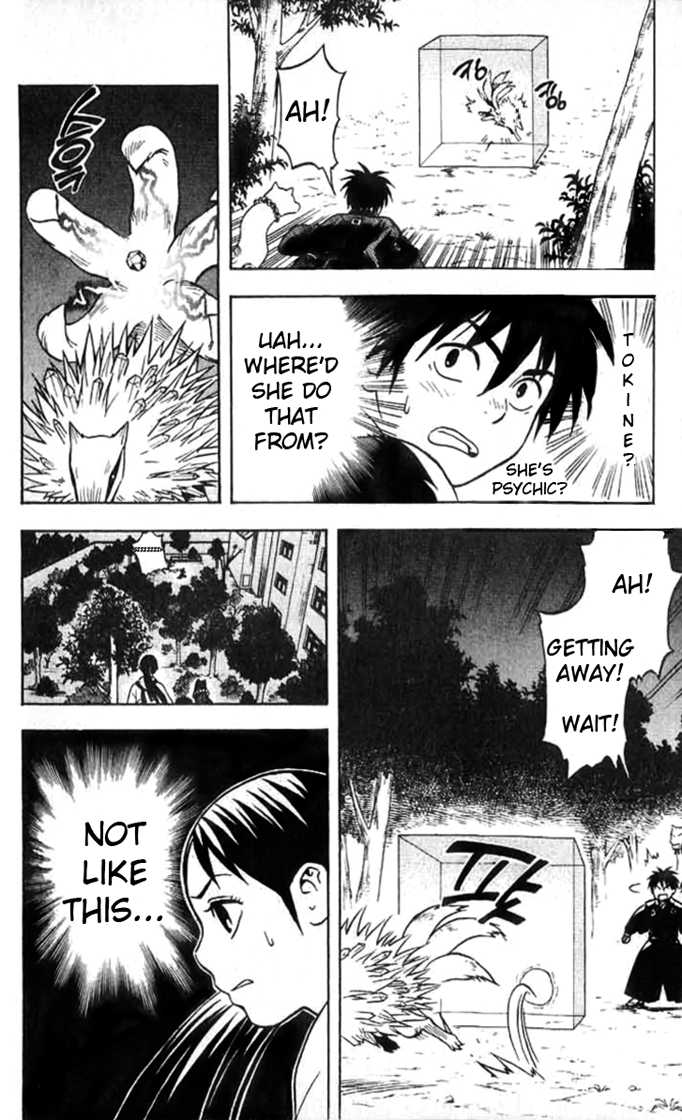 AH!
TOKINE?
SHE'S
PSYCHIC?
UAH...
WHERE'D
SHE DO
THAT
FROM?
AH!
GETTING
AWAY!
WAIT!
NOT
LIKE
THIS...